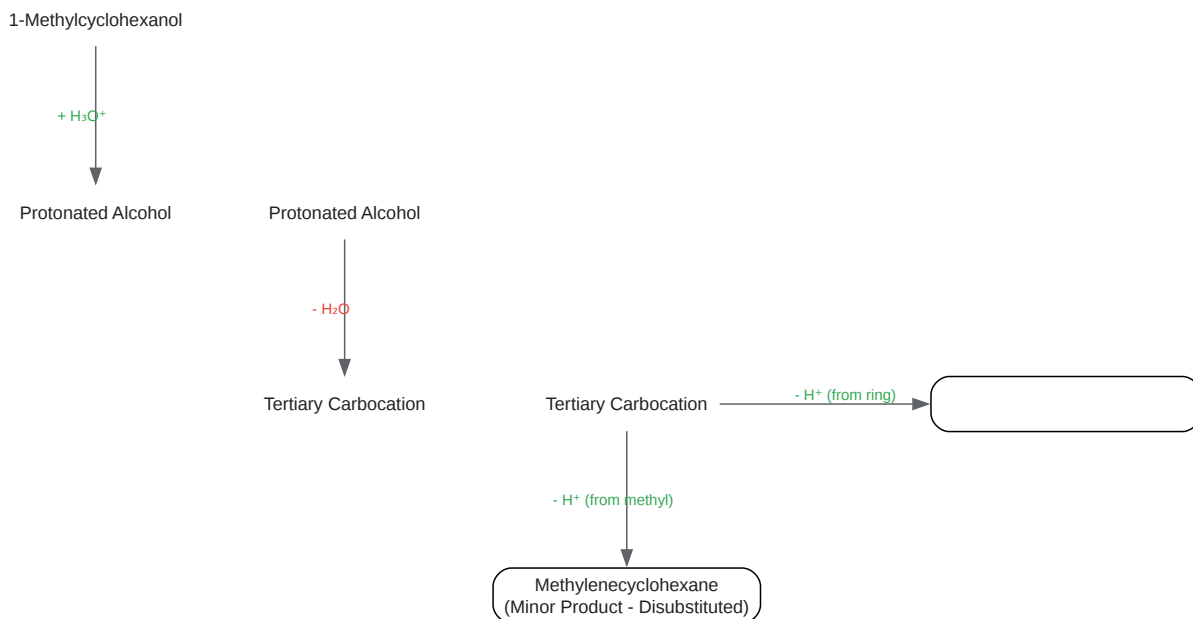 1-Methylcyclohexanol
+ H₃O⁺
Protonated Alcohol
Protonated Alcohol
- H₂O
Tertiary Carbocation
Tertiary Carbocation
- H⁺ (from ring)
- H⁺ (from methyl)
Methylenecyclohexane
(Minor Product - Disubstituted)